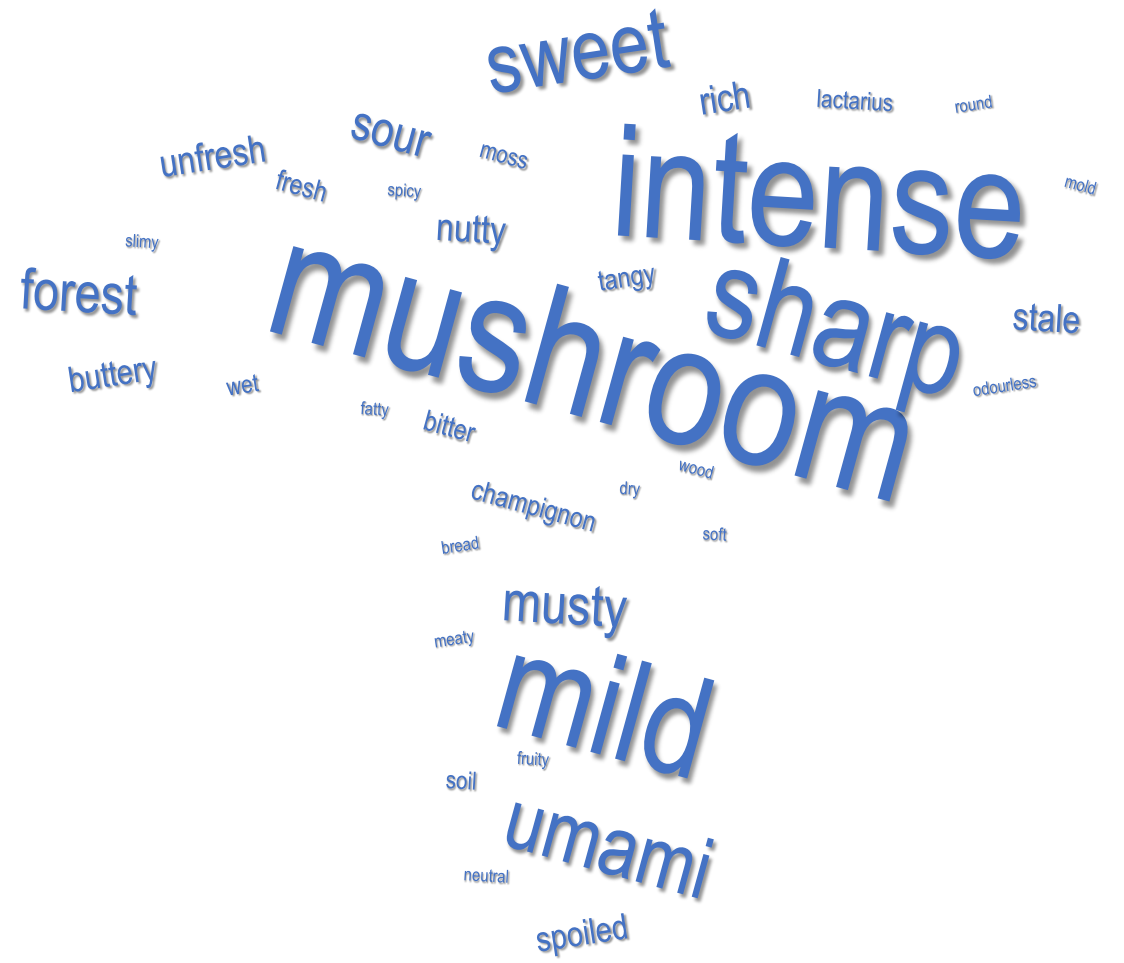 sweet
rich
lactarius
round
sour
moss
intense
unfresh
fresh
spicy
mold
nutty
slimy
forest
mushroom
tangy
sharp
stale
buttery
wet
odourless
fatty
bitter
wood
champignon
dry
soft
bread
musty
meaty
mild
fruity
soil
umami
neutral
spoiled